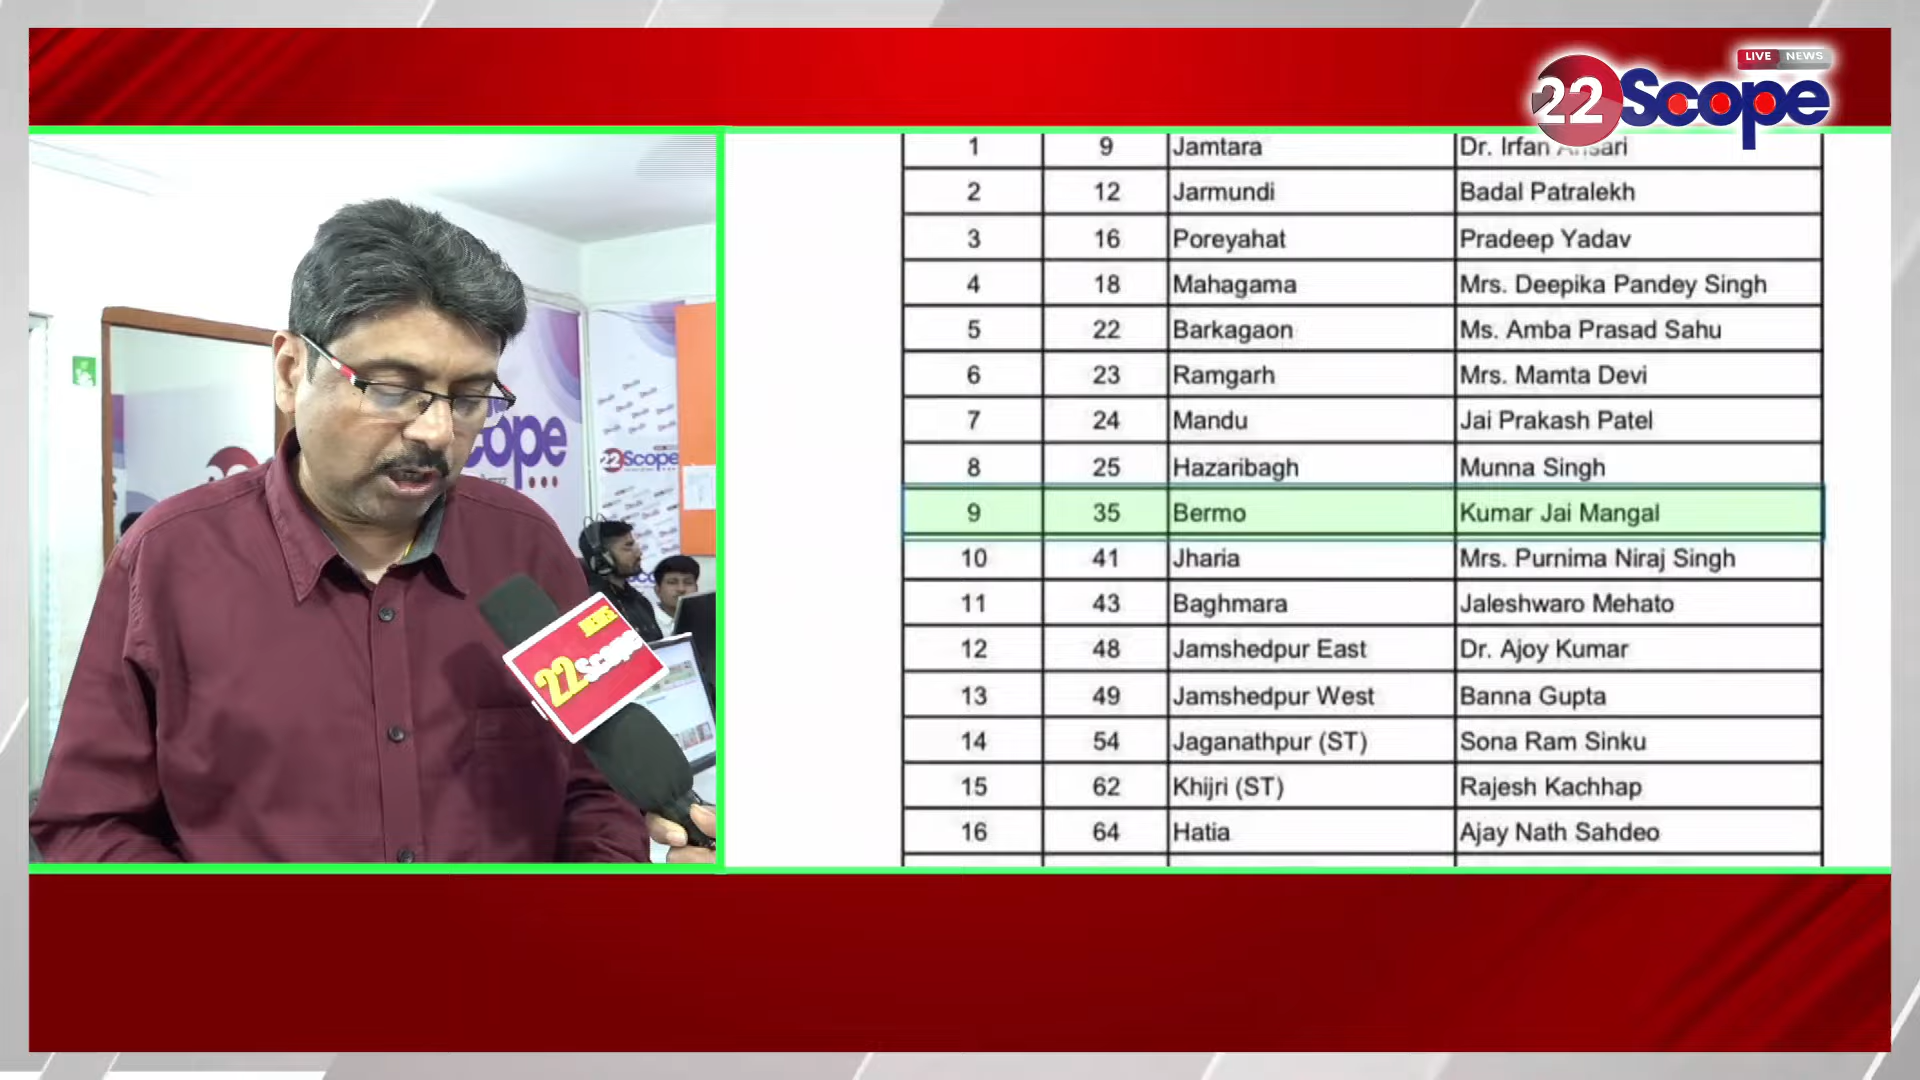 LIVE NEWS
22Scope
1 9 Jamtara Dr. Irfan Ansari
2 12 Jarmundi Badal Patralekh
3 16 Poreyahat Pradeep Yadav
4 18 Mahagama Mrs. Deepika Pandey Singh
5 22 Barkagaon Ms. Amba Prasad Sahu
6 23 Ramgarh Mrs. Mamta Devi
7 24 Mandu Jai Prakash Patel
8 25 Hazaribagh Munna Singh
9 35 Bermo Kumar Jai Mangal
10 41 Jharia Mrs. Purnima Niraj Singh
11 43 Baghmara Jaleshwaro Mehato
12 48 Jamshedpur East Dr. Ajoy Kumar
13 49 Jamshedpur West Banna Gupta
14 54 Jaganathpur (ST) Sona Ram Sinku
15 62 Khijri (ST) Rajesh Kachhap
16 64 Hatia Ajay Nath Sahdeo
cope
22Scope
NEWS
22Scope